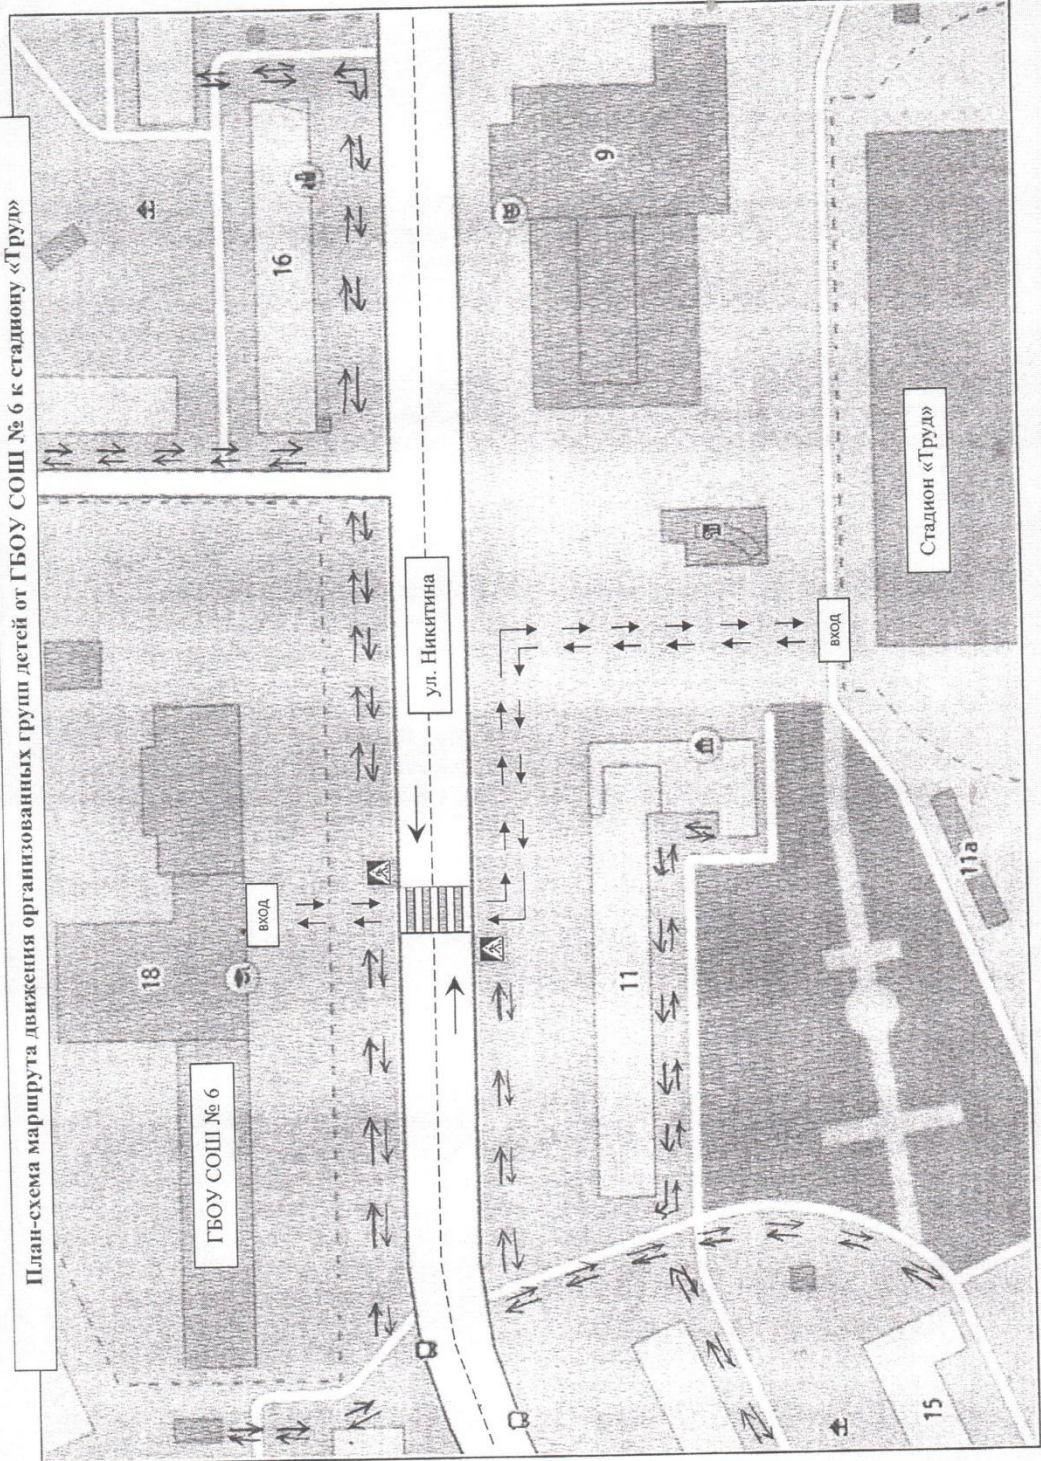 План-схема маршрута движения организованных групп детей от ГБОУ СОШ № 6 к стадиону «Труд»
16
18
ГБОУ СОШ № 6
вход
ул. Никитина
9
11
вход
Стадион «Труд»
11а
15